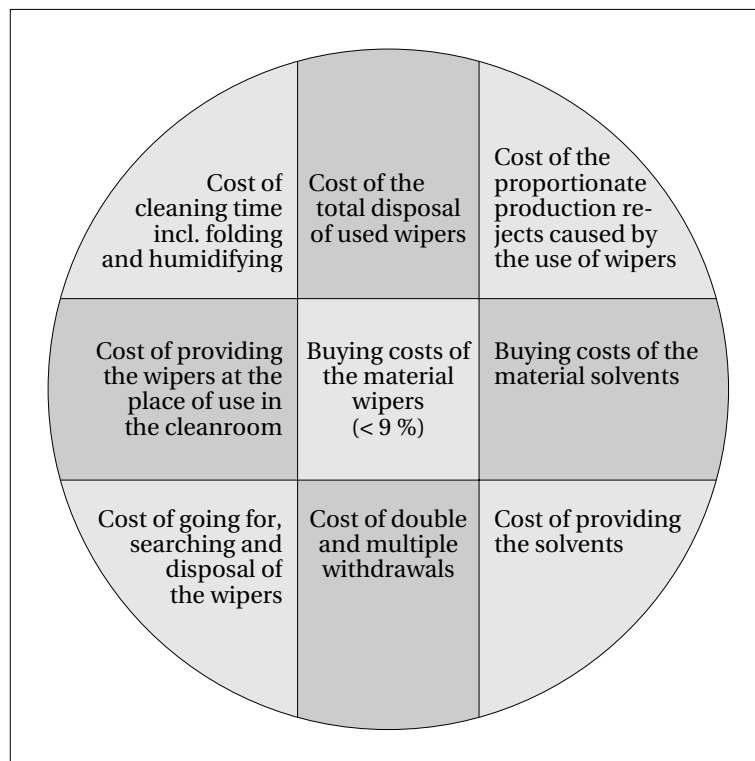 Cost of
cleaning time
incl. folding
and humidifying
Cost of the
total disposal
of used wipers
Cost of the
proportionate
production re-
jects caused by
the use of wipers
Cost of providing
the wipers at the
place of use in
the cleanroom
Buying costs of
the material
wipers
(< 9 %)
Buying costs of the
material solvents
Cost of going for,
searching and
disposal of
the wipers
Cost of double
and multiple
withdrawals
Cost of providing
the solvents